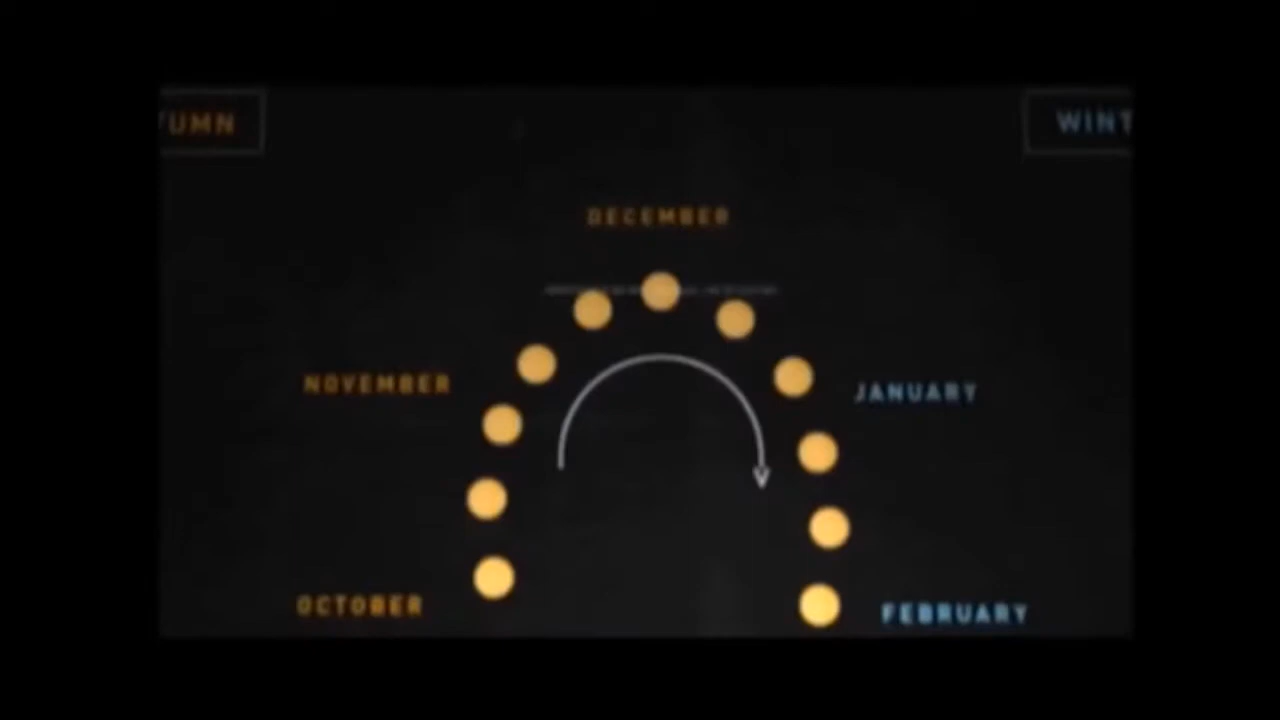 UMN
WINT
DECEMBER
NOVEMBER
JANUARY
OCTOBER
FEBRUARY